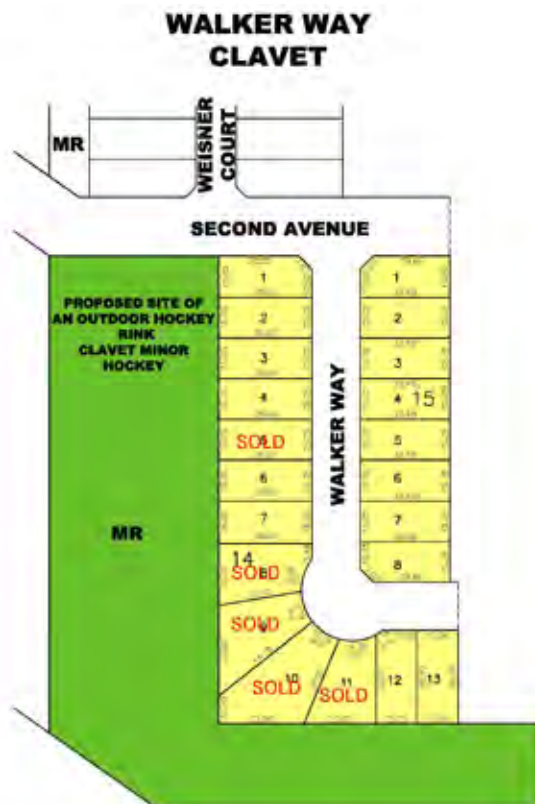 WALKER WAY
CLAVET
MR
WEISNER
COURT
SECOND AVENUE
PROPOSED SITE OF
AN OUTDOOR HOCKEY
RINK
CLAVET MINOR
HOCKEY
MR
WALKER WAY
1
2
3
4
SOLD
6
7
14
8
SOLD
9
SOLD
10
SOLD
11
SOLD
12
13
1
2
3
4
15
5
6
7
8